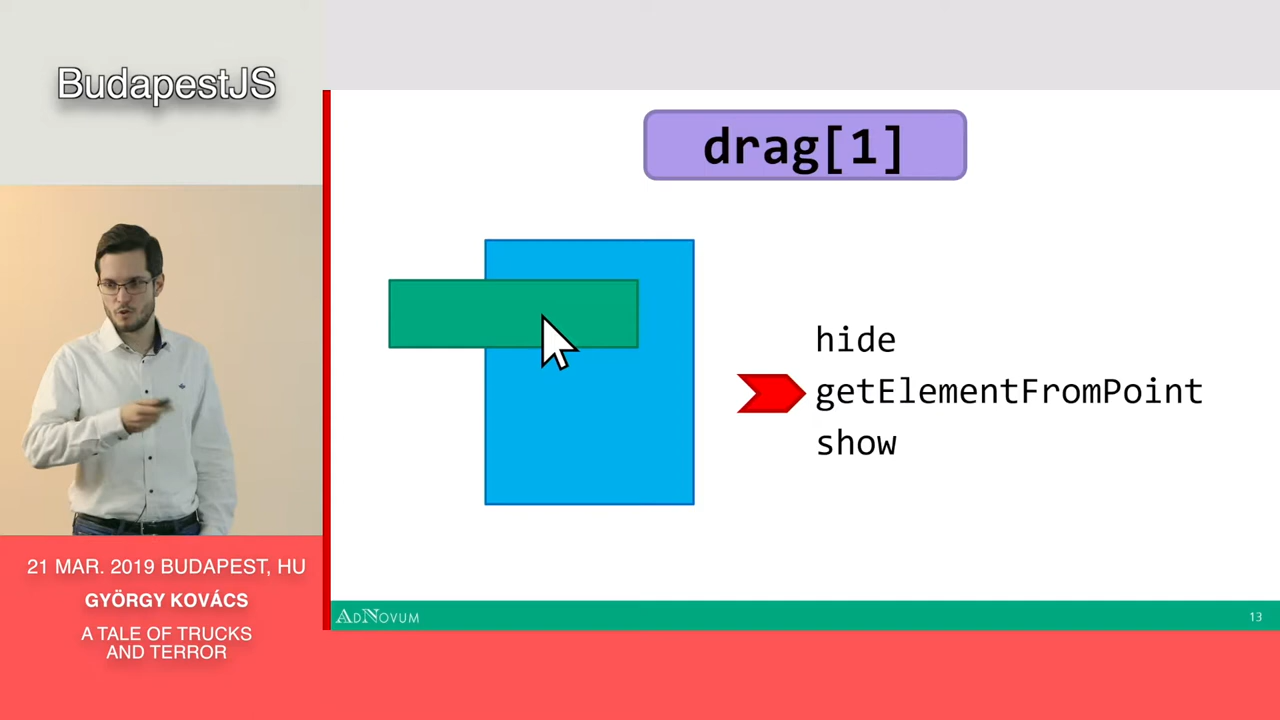 BudapestJS
drag[1]
hide
getElementFromPoint
show
21 MAR. 2019 BUDAPEST, HU
GYÖRGY KOVÁCS
A TALE OF TRUCKS
AND TERROR
ADNOVUM
13